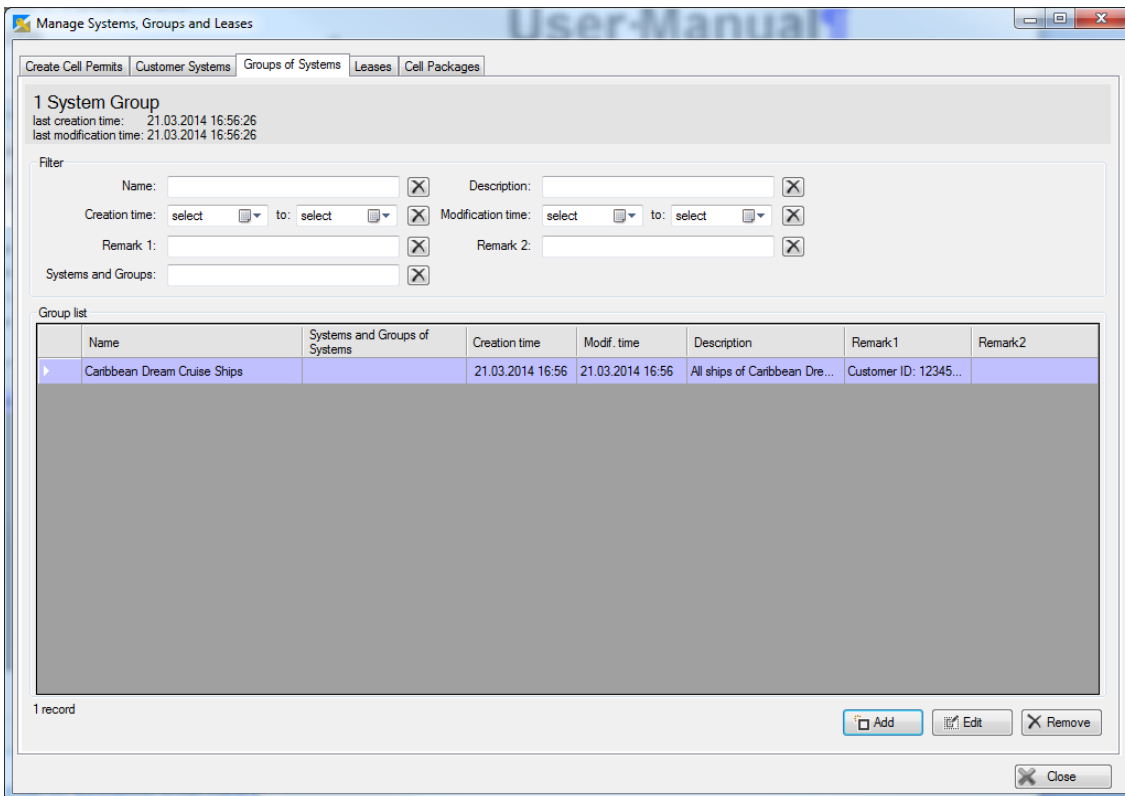 User-Manual¶
Manage Systems, Groups and Leases
Create Cell Permits Customer Systems Groups of Systems Leases Cell Packages
1 System Group
last creation time: 21.03.2014 16:56:26
last modification time: 21.03.2014 16:56:26
Filter
Name: Description:
Creation time: select to: select Modification time: select to: select
Remark 1: Remark 2:
Systems and Groups:
Group list
Name Systems and Groups of Systems Creation time Modif. time Description Remark1 Remark2
Caribbean Dream Cruise Ships 21.03.2014 16:56 21.03.2014 16:56 All ships of Caribbean Dre... Customer ID: 12345...
1 record
Add Edit Remove
Close